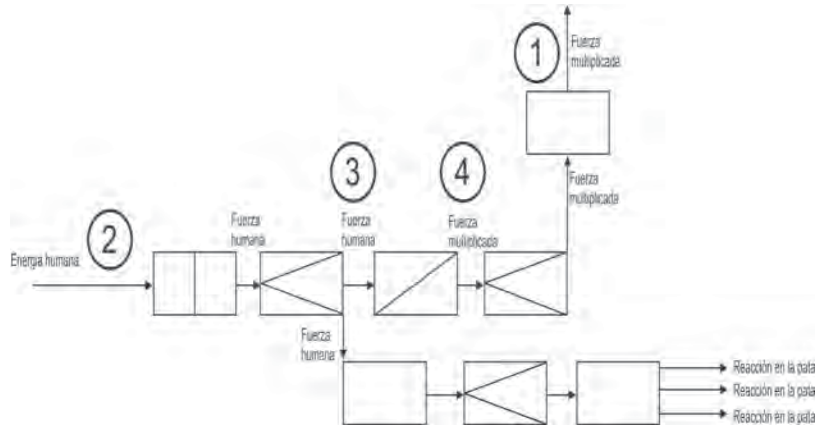 1
Fuerza
multiplicada
Fuerza
multiplicada
3
4
2
Fuerza
humana
Fuerza
humana
Fuerza
multiplicada
Energia humana
Fuerza
humana
Reacción en la pata
Reacción en la pata
Reacción en la pata